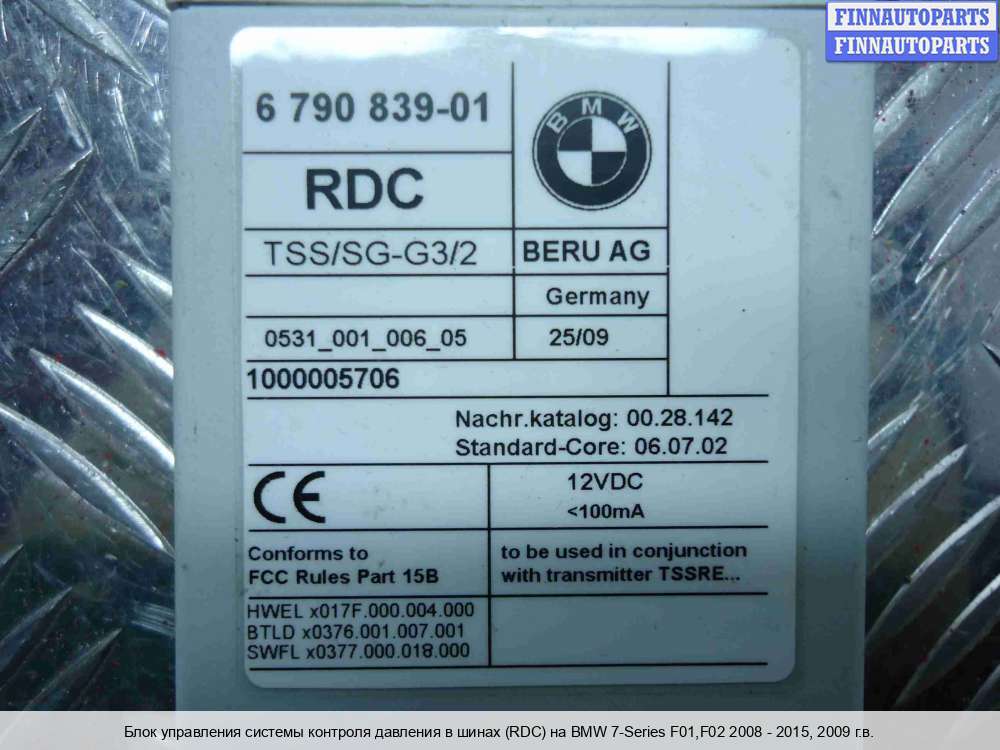 FINNAUTOPARTS
FINNAUTOPARTS
6 790 839-01
BMW
RDC
TSS/SG-G3/2
BERU AG
Germany
0531_001_006_05
25/09
1000005706
Nachr.katalog: 00.28.142
Standard-Core: 06.07.02
CE
12VDC
<100mA
Conforms to
FCC Rules Part 15B
to be used in conjunction
with transmitter TSSRE...
HWEL x017F.000.004.000
BTLD x0376.001.007.001
SWFL x0377.000.018.000
Блок управления системы контроля давления в шинах (RDC) на BMW 7-Series F01,F02 2008 - 2015, 2009 г.в.